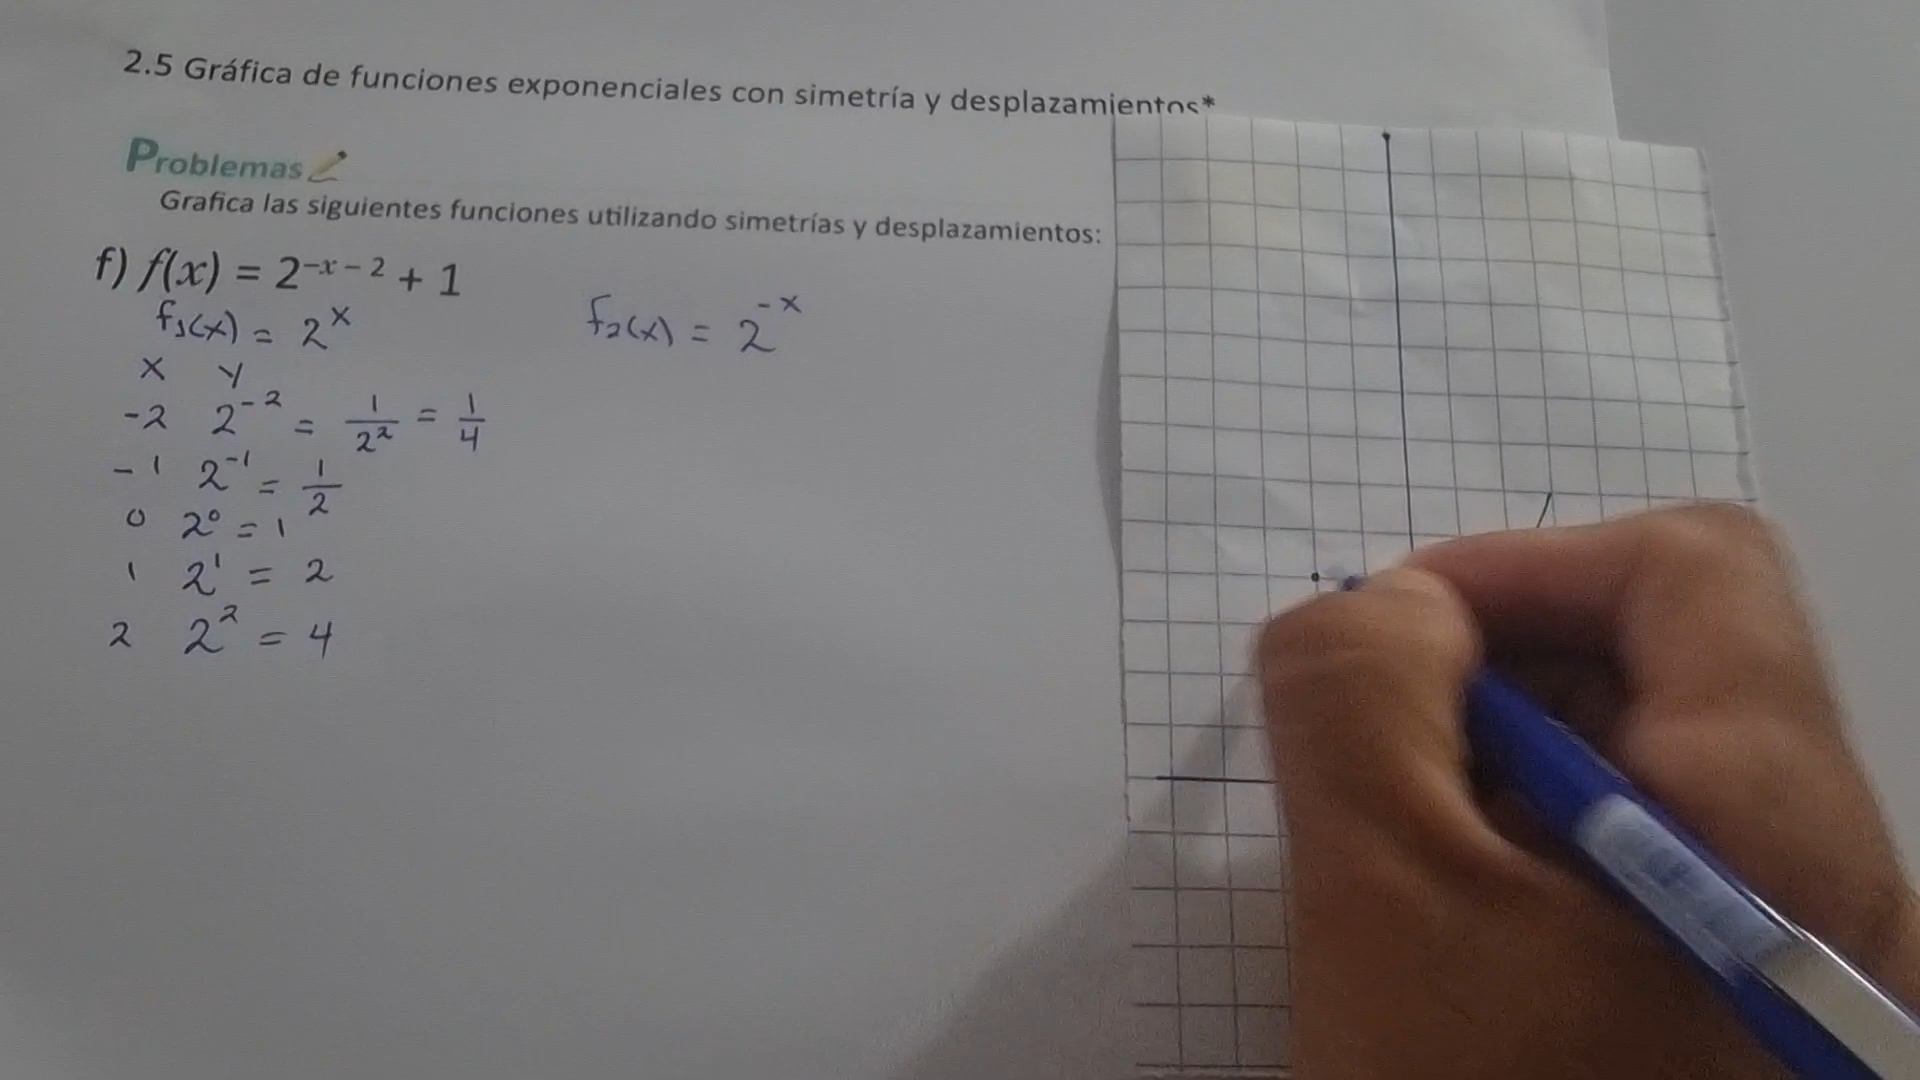 2.5 Gráfica de funciones exponenciales con simetría y desplazamientos*
Problemas
Grafica las siguientes funciones utilizando simetrías y desplazamientos:
f) f(x) = 2^{-x-2} + 1
f₁(x) = 2^x
f₂(x) = 2^{-x}
x y
-2 2^{-2} = 1/2² = 1/4
-1 2^{-1} = 1/2
0 2⁰ = 1
1 2¹ = 2
2 2² = 4